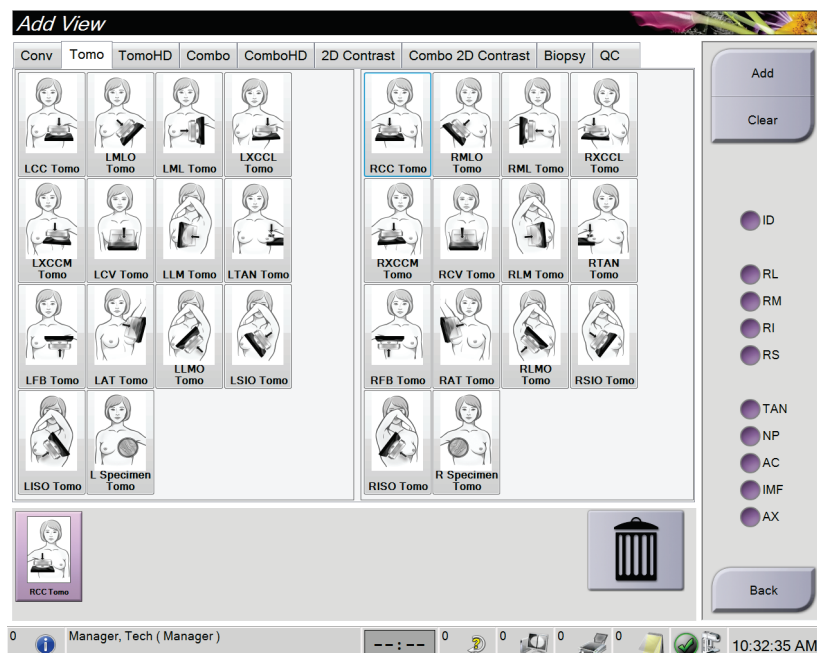 Add View
Conv Tomo TomoHD Combo ComboHD 2D Contrast Combo 2D Contrast Biopsy QC
LCC Tomo
LMLO
Tomo
LML Tomo
LXCCL
Tomo
RCC Tomo
RMLO
Tomo
RML Tomo
RXCCL
Tomo
LXCCM
Tomo
LCV Tomo
LLM Tomo
LTAN Tomo
RXCCM
Tomo
RCV Tomo
RLM Tomo
RTAN
Tomo
LFB Tomo
LAT Tomo
LLMO
Tomo
LSIO Tomo
RFB Tomo
RAT Tomo
RLMO
Tomo
RSIO Tomo
LISO Tomo
L Specimen
Tomo
RISO Tomo
R Specimen
Tomo
Add
Clear
ID
RL
RM
RI
RS
TAN
NP
AC
IMF
AX
RCC Tomo
Back
0 Manager, Tech ( Manager ) --:-- 0 0 0 0 10:32:35 AM